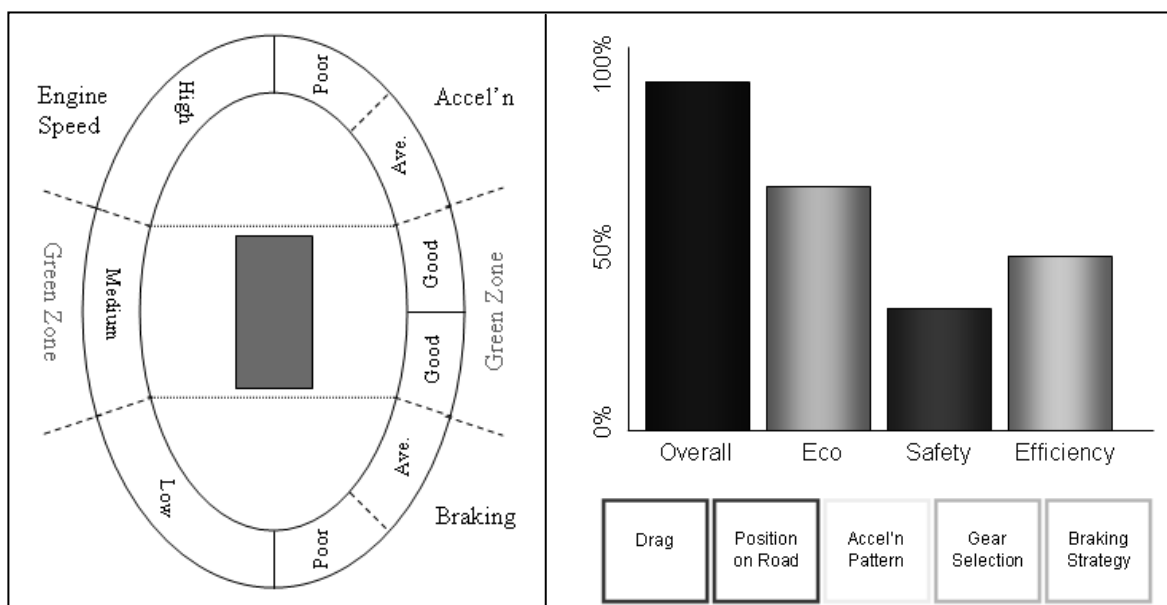 Engine
Speed
High
Poor
Accel'n
Ave.
Green Zone
Medium
Good
Good
Green Zone
Low
Ave.
Poor
Braking
100%
50%
0%
Overall
Eco
Safety
Efficiency
Drag
Position
on Road
Accel'n
Pattern
Gear
Selection
Braking
Strategy